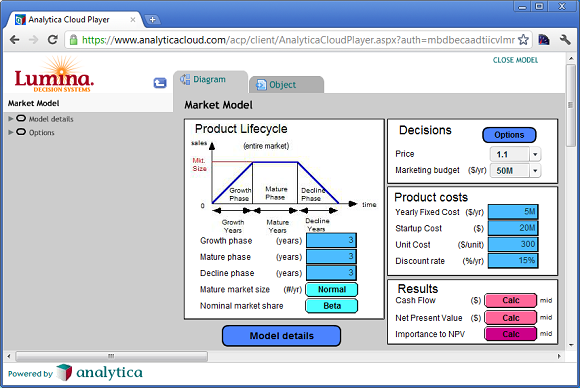 Analytica Cloud Player
https://www.analyticacloud.com/acp/client/AnalyticaCloudPlayer.aspx?auth=mbdbecaadtiicvlmr
CLOSE MODEL
Lumina.
DECISION SYSTEMS
Diagram
Object
Market Model
Model details
Options
Market Model
Product Lifecycle
sales
(entire market)
Mkt.
Size
Growth
Phase
Mature
Phase
Decline
Phase
0
time
Growth
Years
Mature
Years
Decline
Years
Growth phase (years) 3
Mature phase (years) 3
Decline phase (years) 3
Mature market size (#/yr) Normal
Nominal market share Beta
Model details
Decisions
Options
Price 1.1
Marketing budget ($/yr) 50M
Product costs
Yearly Fixed Cost ($/yr) 5M
Startup Cost ($) 20M
Unit Cost ($/unit) 300
Discount rate (%/yr) 15%
Results
Cash Flow ($) Calc mid
Net Present Value ($) Calc mid
Importance to NPV Calc mid
Powered by analytica